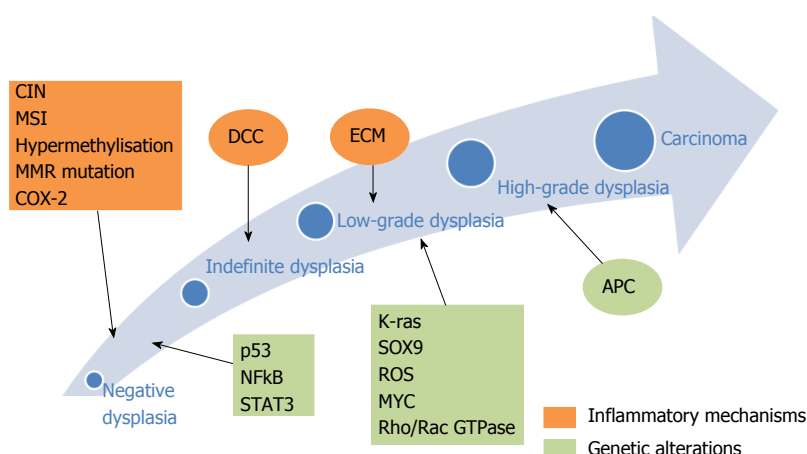 CIN
MSI
Hypermethylisation
MMR mutation
COX-2
DCC
ECM
Carcinoma
High-grade dysplasia
Low-grade dysplasia
Indefinite dysplasia
Negative
dysplasia
p53
NFkB
STAT3
K-ras
SOX9
ROS
MYC
Rho/Rac GTPase
APC
Inflammatory mechanisms
Genetic alterations